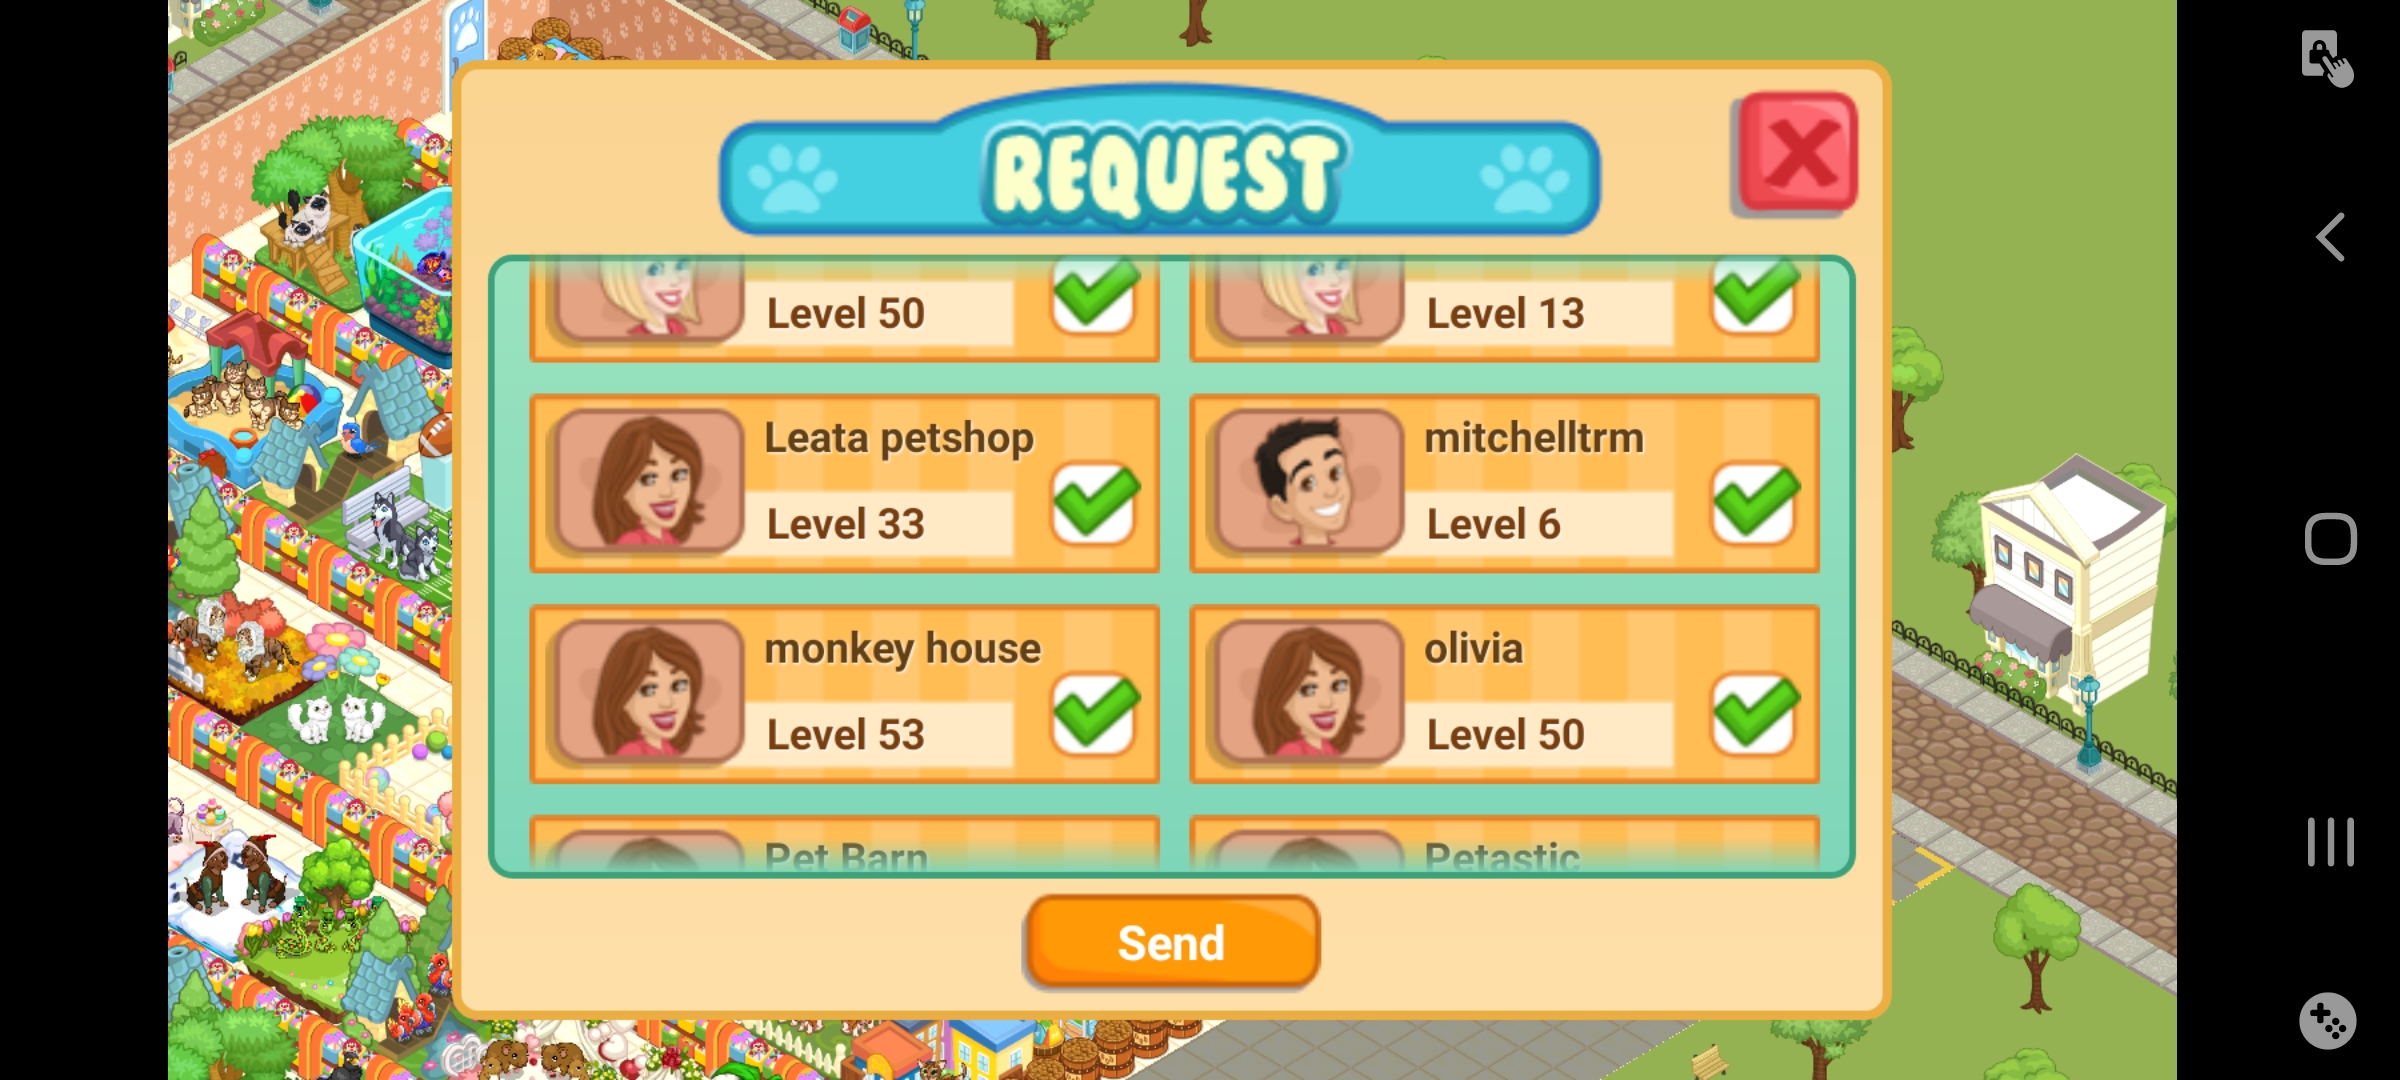 REQUEST
Level 50
Level 13
Leata petshop
mitchelltrm
Level 33
Level 6
monkey house
olivia
Level 53
Level 50
Pet Barn
Petastic
Send